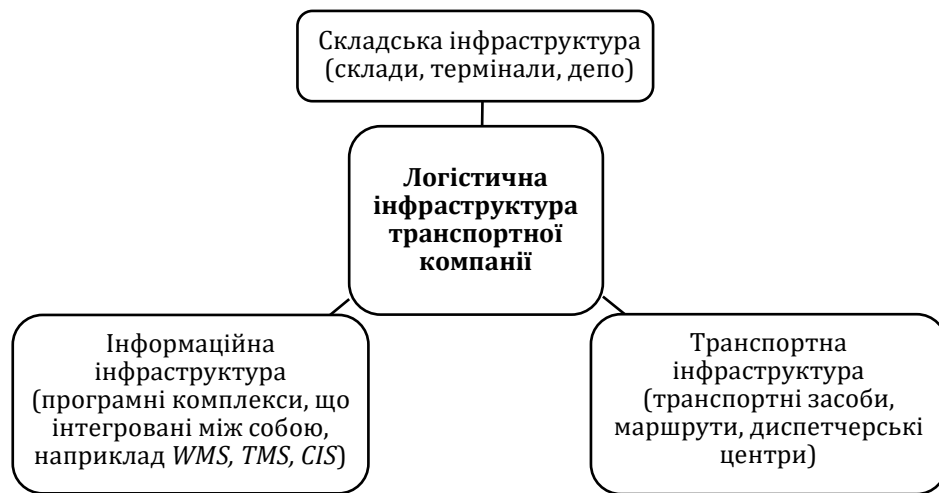 Складська інфраструктура
(склади, термінали, депо)
Логістична
інфраструктура
транспортної
компанії
Інформаційна
інфраструктура
(програмні комплекси, що
інтегровані між собою,
наприклад WMS, TMS, CIS)
Транспортна
інфраструктура
(транспортні засоби,
маршрути, диспетчерські
центри)